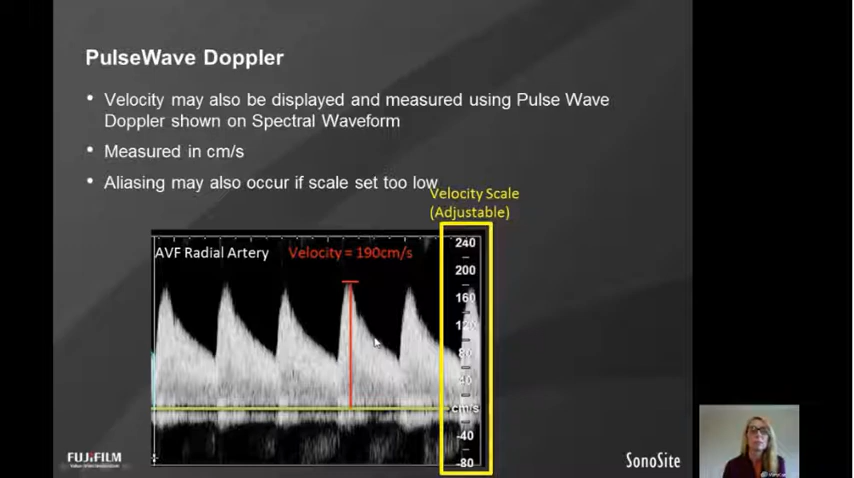 PulseWave Doppler
• Velocity may also be displayed and measured using Pulse Wave
Doppler shown on Spectral Waveform
• Measured in cm/s
• Aliasing may also occur if scale set too low
Velocity Scale
(Adjustable)
AVF Radial Artery
Velocity = 190cm/s
240
200
160
120
80
40
cm/s
-40
-80
FUJIFILM
SonoSite